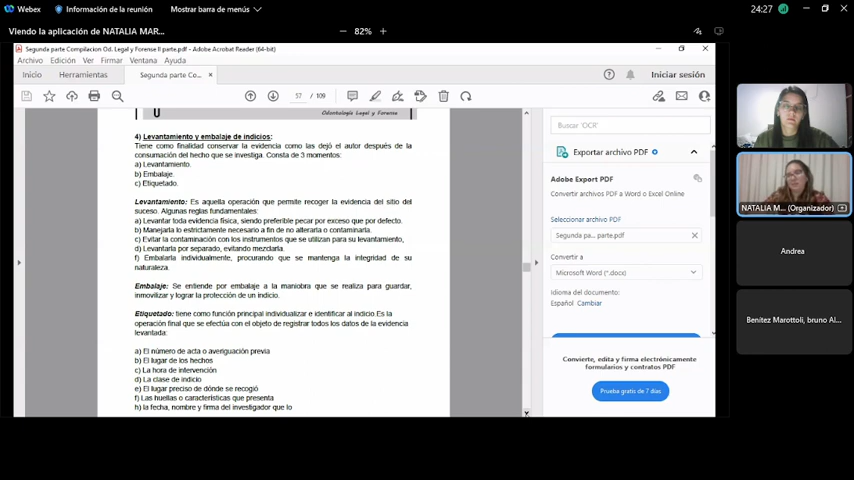 Webex
Información de la reunión
Mostrar barra de menús
24:27
Viendo la aplicación de NATALIA MAR...
82%
Segunda parte Compilacion Od. Legal y Forense II parte.pdf - Adobe Acrobat Reader (64-bit)
Archivo Edición Ver Firmar Ventana Ayuda
Inicio Herramientas Segunda parte Co... ×
Iniciar sesión
57 / 109
U Odontología Legal y Forense
4) Levantamiento y embalaje de indicios:
Tiene como finalidad conservar la evidencia como las dejó el autor después de la
consumación del hecho que se investiga. Consta de 3 momentos:
a) Levantamiento.
b) Embalaje.
c) Etiquetado.
Levantamiento: Es aquella operación que permite recoger la evidencia del sitio del
suceso. Algunas reglas fundamentales:
a) Levantar toda evidencia física, siendo preferible pecar por exceso que por defecto.
b) Manejarla lo estrictamente necesario a fin de no alterarla o contaminarla.
c) Evitar la contaminación con los instrumentos que se utilizan para su levantamiento,
d) Levantarla por separado, evitando mezclarla.
f) Embalarla individualmente, procurando que se mantenga la integridad de su
naturaleza.
Embalaje: Se entiende por embalaje a la maniobra que se realiza para guardar,
inmovilizar y lograr la protección de un indicio.
Etiquetado: tiene como función principal individualizar e identificar al indicio.Es la
operación final que se efectúa con el objeto de registrar todos los datos de la evidencia
levantada:
a) El número de acta o averiguación previa
b) El lugar de los hechos
c) La hora de intervención
d) La clase de indicio
e) El lugar preciso de dónde se recogió
f) Las huellas o características que presenta
h) la fecha, nombre y firma del investigador que lo
Buscar 'OCR'
Exportar archivo PDF
Adobe Export PDF
Convertir archivos PDF a Word o Excel Online
Seleccionar archivo PDF
Segunda pa... parte.pdf
Convertir a
Microsoft Word (*.docx)
Idioma del documento:
Español Cambiar
Convierte, edita y firma electrónicamente
formularios y contratos PDF
Prueba gratis de 7 días
NATALIA M... (Organizador)
Andrea
Benítez Marottoli, bruno Al...